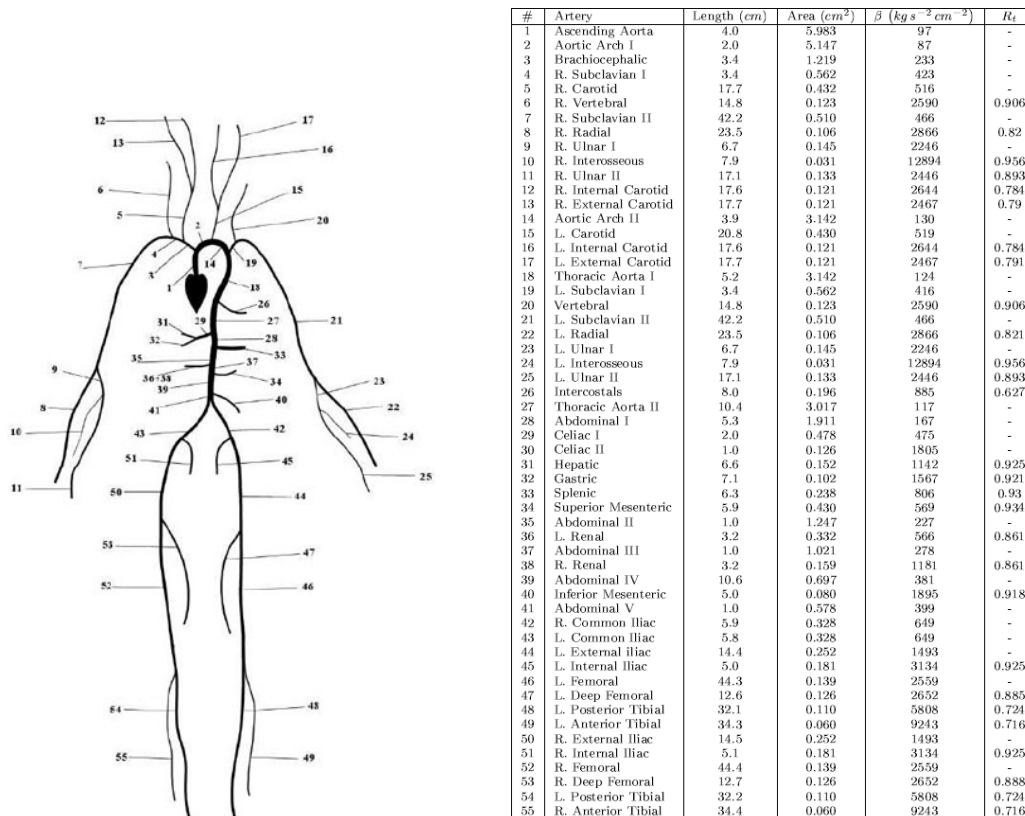 12
17
13
16
6
15
5
20
2
4
3
14
19
7
1
18
26
31
29
27
21
32
28
33
35
37
9
36+38
34
23
39
8
41
40
22
43
42
10
24
51
45
11
25
50
44
53
47
52
46
54
48
55
49
# Artery Length (cm) Area (cm²) β (kg s⁻² cm⁻²) Rₜ
1 Ascending Aorta 4.0 5.983 97 -
2 Aortic Arch I 2.0 5.147 87 -
3 Brachiocephalic 3.4 1.219 233 -
4 R. Subclavian I 3.4 0.562 423 -
5 R. Carotid 17.7 0.432 516 -
6 R. Vertebral 14.8 0.123 2590 0.906
7 R. Subclavian II 42.2 0.510 466 -
8 R. Radial 23.5 0.106 2866 0.82
9 R. Ulnar I 6.7 0.145 2246 -
10 R. Interosseous 7.9 0.031 12894 0.956
11 R. Ulnar II 17.1 0.133 2446 0.893
12 R. Internal Carotid 17.6 0.121 2644 0.784
13 R. External Carotid 17.7 0.121 2467 0.79
14 Aortic Arch II 3.9 3.142 130 -
15 L. Carotid 20.8 0.430 519 -
16 L. Internal Carotid 17.6 0.121 2644 0.784
17 L. External Carotid 17.7 0.121 2467 0.791
18 Thoracic Aorta I 5.2 3.142 124 -
19 L. Subclavian I 3.4 0.562 416 -
20 Vertebral 14.8 0.123 2590 0.906
21 L. Subclavian II 42.2 0.510 466 -
22 L. Radial 23.5 0.106 2866 0.821
23 L. Ulnar I 6.7 0.145 2246 -
24 L. Interosseous 7.9 0.031 12894 0.956
25 L. Ulnar II 17.1 0.133 2446 0.893
26 Intercostals 8.0 0.196 885 0.627
27 Thoracic Aorta II 10.4 3.017 117 -
28 Abdominal I 5.3 1.911 167 -
29 Celiac I 2.0 0.478 475 -
30 Celiac II 1.0 0.126 1805 -
31 Hepatic 6.6 0.152 1142 0.925
32 Gastric 7.1 0.102 1567 0.921
33 Splenic 6.3 0.238 806 0.93
34 Superior Mesenteric 5.9 0.430 569 0.934
35 Abdominal II 1.0 1.247 227 -
36 L. Renal 3.2 0.332 566 0.861
37 Abdominal III 1.0 1.021 278 -
38 R. Renal 3.2 0.159 1181 0.861
39 Abdominal IV 10.6 0.697 381 -
40 Inferior Mesenteric 5.0 0.080 1895 0.918
41 Abdominal V 1.0 0.578 399 -
42 R. Common Iliac 5.9 0.328 649 -
43 L. Common Iliac 5.8 0.328 649 -
44 L. External iliac 14.4 0.252 1493 -
45 L. Internal Iliac 5.0 0.181 3134 0.925
46 L. Femoral 44.3 0.139 2559 -
47 L. Deep Femoral 12.6 0.126 2652 0.885
48 L. Posterior Tibial 32.1 0.110 5808 0.724
49 L. Anterior Tibial 34.3 0.060 9243 0.716
50 R. External Iliac 14.5 0.252 1493 -
51 R. Internal Iliac 5.1 0.181 3134 0.925
52 R. Femoral 44.4 0.139 2559 -
53 R. Deep Femoral 12.7 0.126 2652 0.888
54 L. Posterior Tibial 32.2 0.110 5808 0.724
55 R. Anterior Tibial 34.4 0.060 9243 0.716